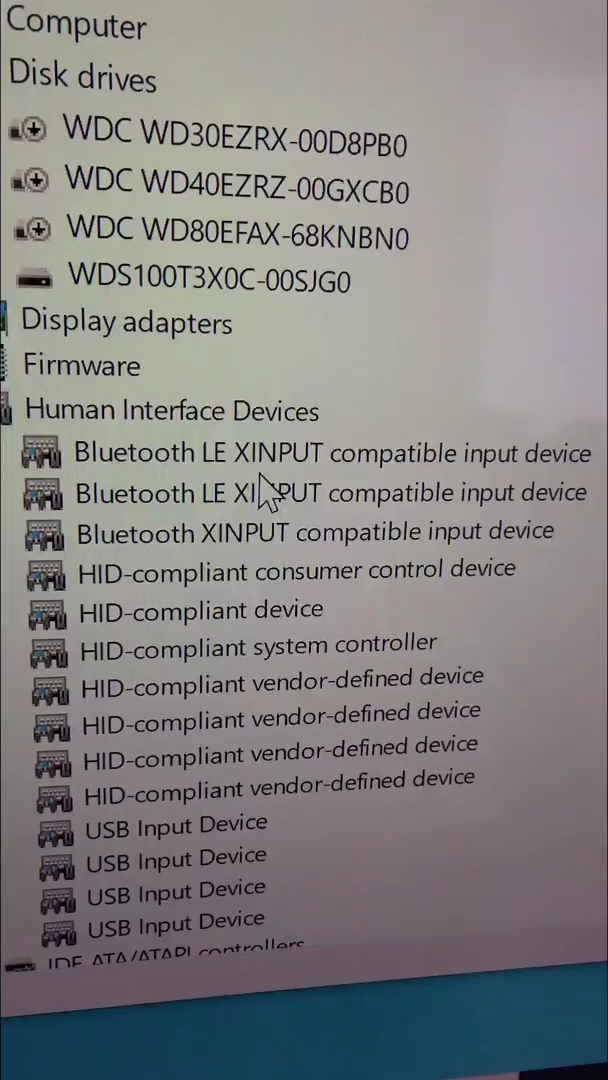 Computer
Disk drives
WDC WD30EZRX-00D8PB0
WDC WD40EZRZ-00GXCB0
WDC WD80EFAX-68KNBN0
WDS100T3X0C-00SJG0
Display adapters
Firmware
Human Interface Devices
Bluetooth LE XINPUT compatible input device
Bluetooth LE XINPUT compatible input device
Bluetooth XINPUT compatible input device
HID-compliant consumer control device
HID-compliant device
HID-compliant system controller
HID-compliant vendor-defined device
HID-compliant vendor-defined device
HID-compliant vendor-defined device
HID-compliant vendor-defined device
USB Input Device
USB Input Device
USB Input Device
USB Input Device
IDE ATA/ATAPI controllers